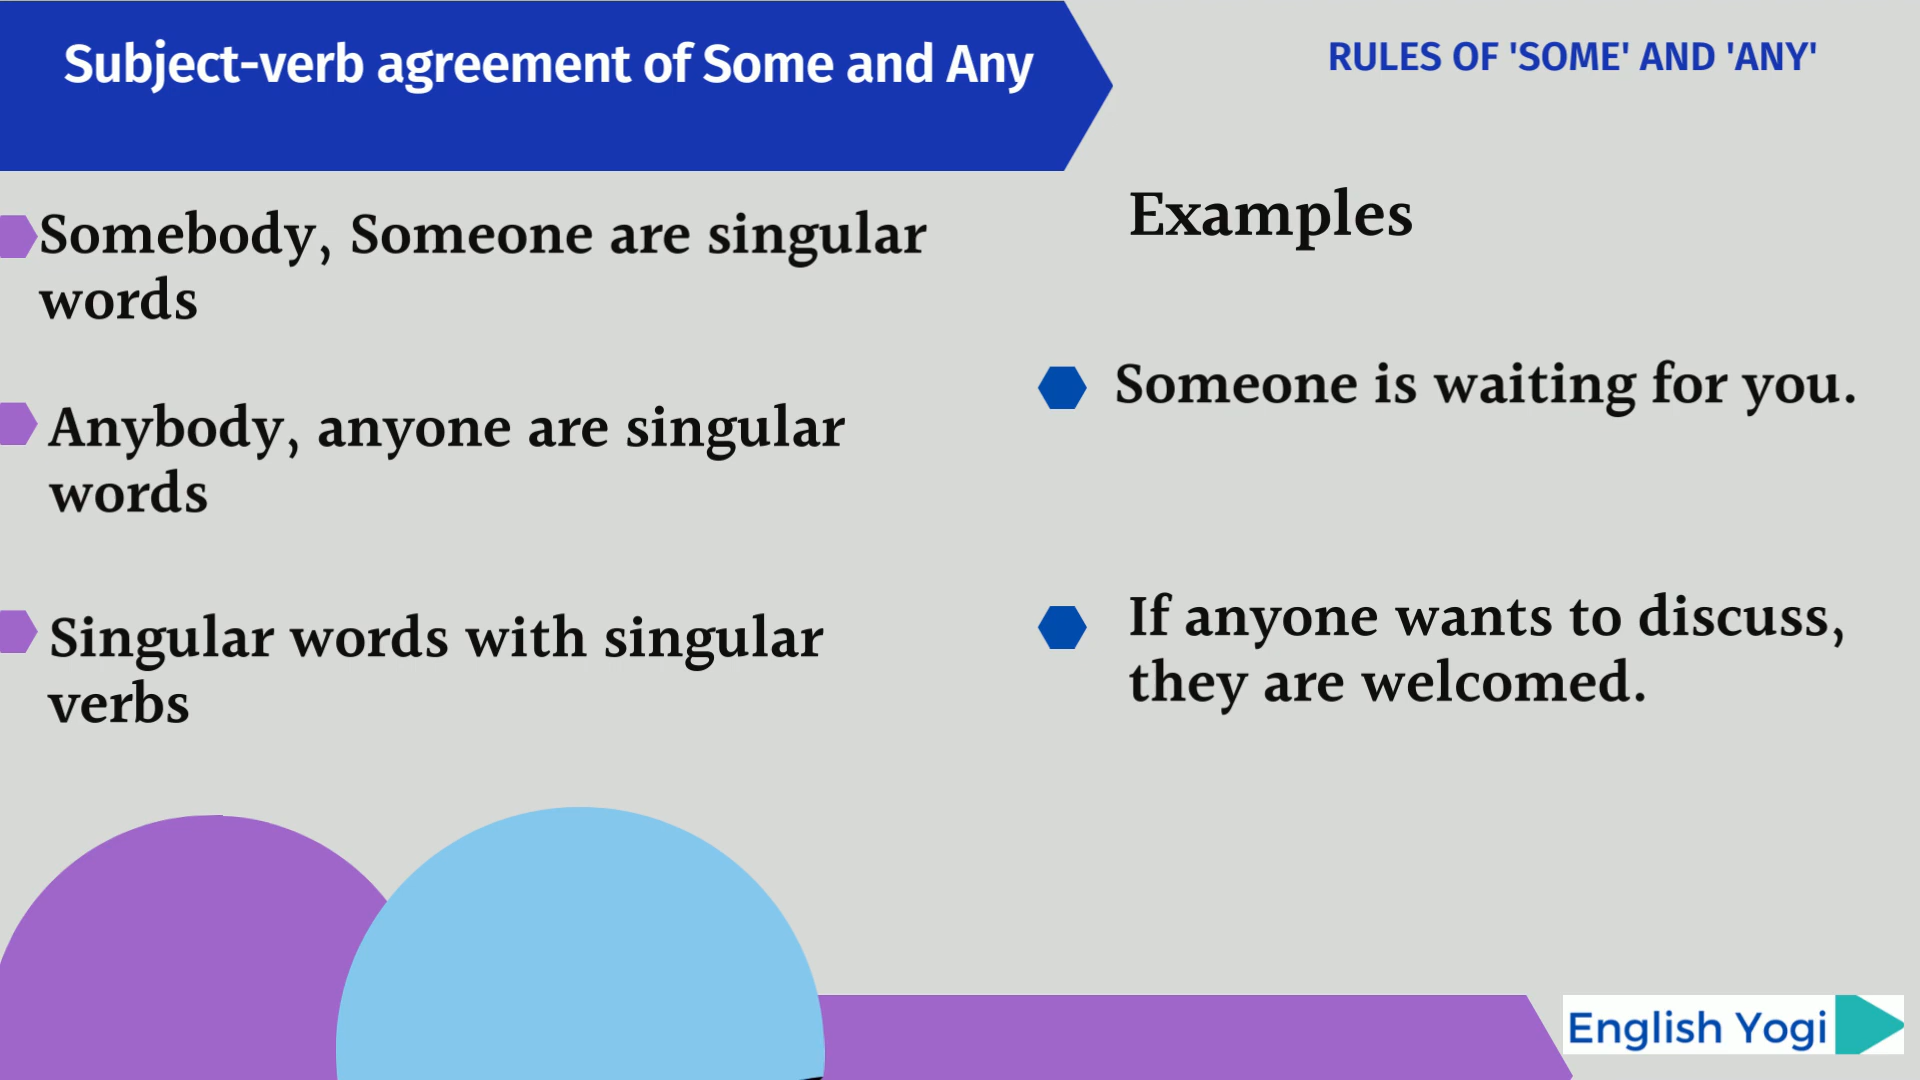 Subject-verb agreement of Some and Any
RULES OF 'SOME' AND 'ANY'
Somebody, Someone are singular
words
Anybody, anyone are singular
words
Singular words with singular
verbs
Examples
Someone is waiting for you.
If anyone wants to discuss,
they are welcomed.
English Yogi